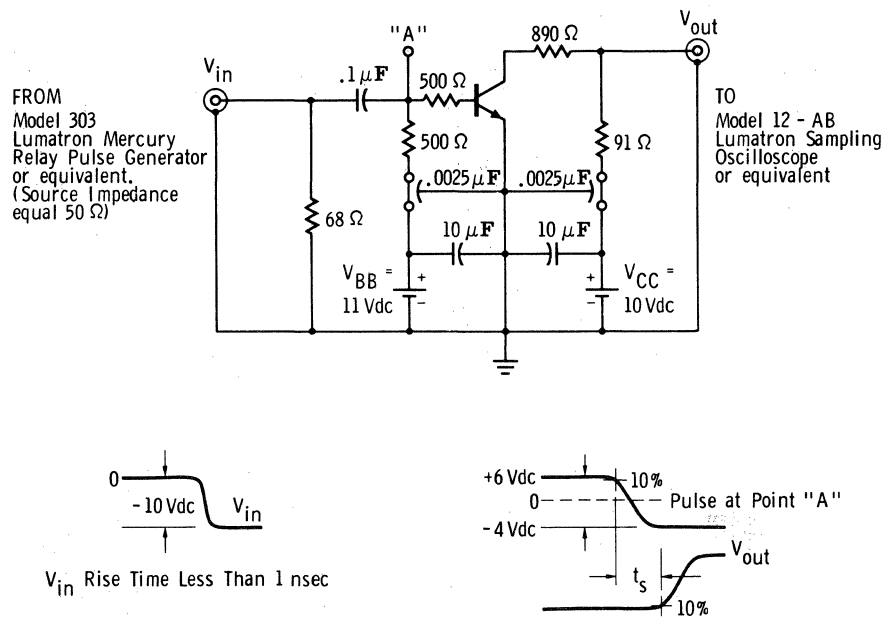 "A"
890 Ω
Vout
Vin
.1 μF
500 Ω
FROM
Model 303
Lumatron Mercury
Relay Pulse Generator
or equivalent.
(Source Impedance
equal 50 Ω)
TO
Model 12 - AB
Lumatron Sampling
Oscilloscope
or equivalent
500 Ω
91 Ω
.0025 μF
.0025 μF
68 Ω
10 μF
10 μF
VBB =
11 Vdc
+
-
+
-
VCC =
10 Vdc
0
-10 Vdc
Vin
Vin Rise Time Less Than 1 nsec
+6 Vdc
10%
0
Pulse at Point "A"
-4 Vdc
Vout
ts
10%